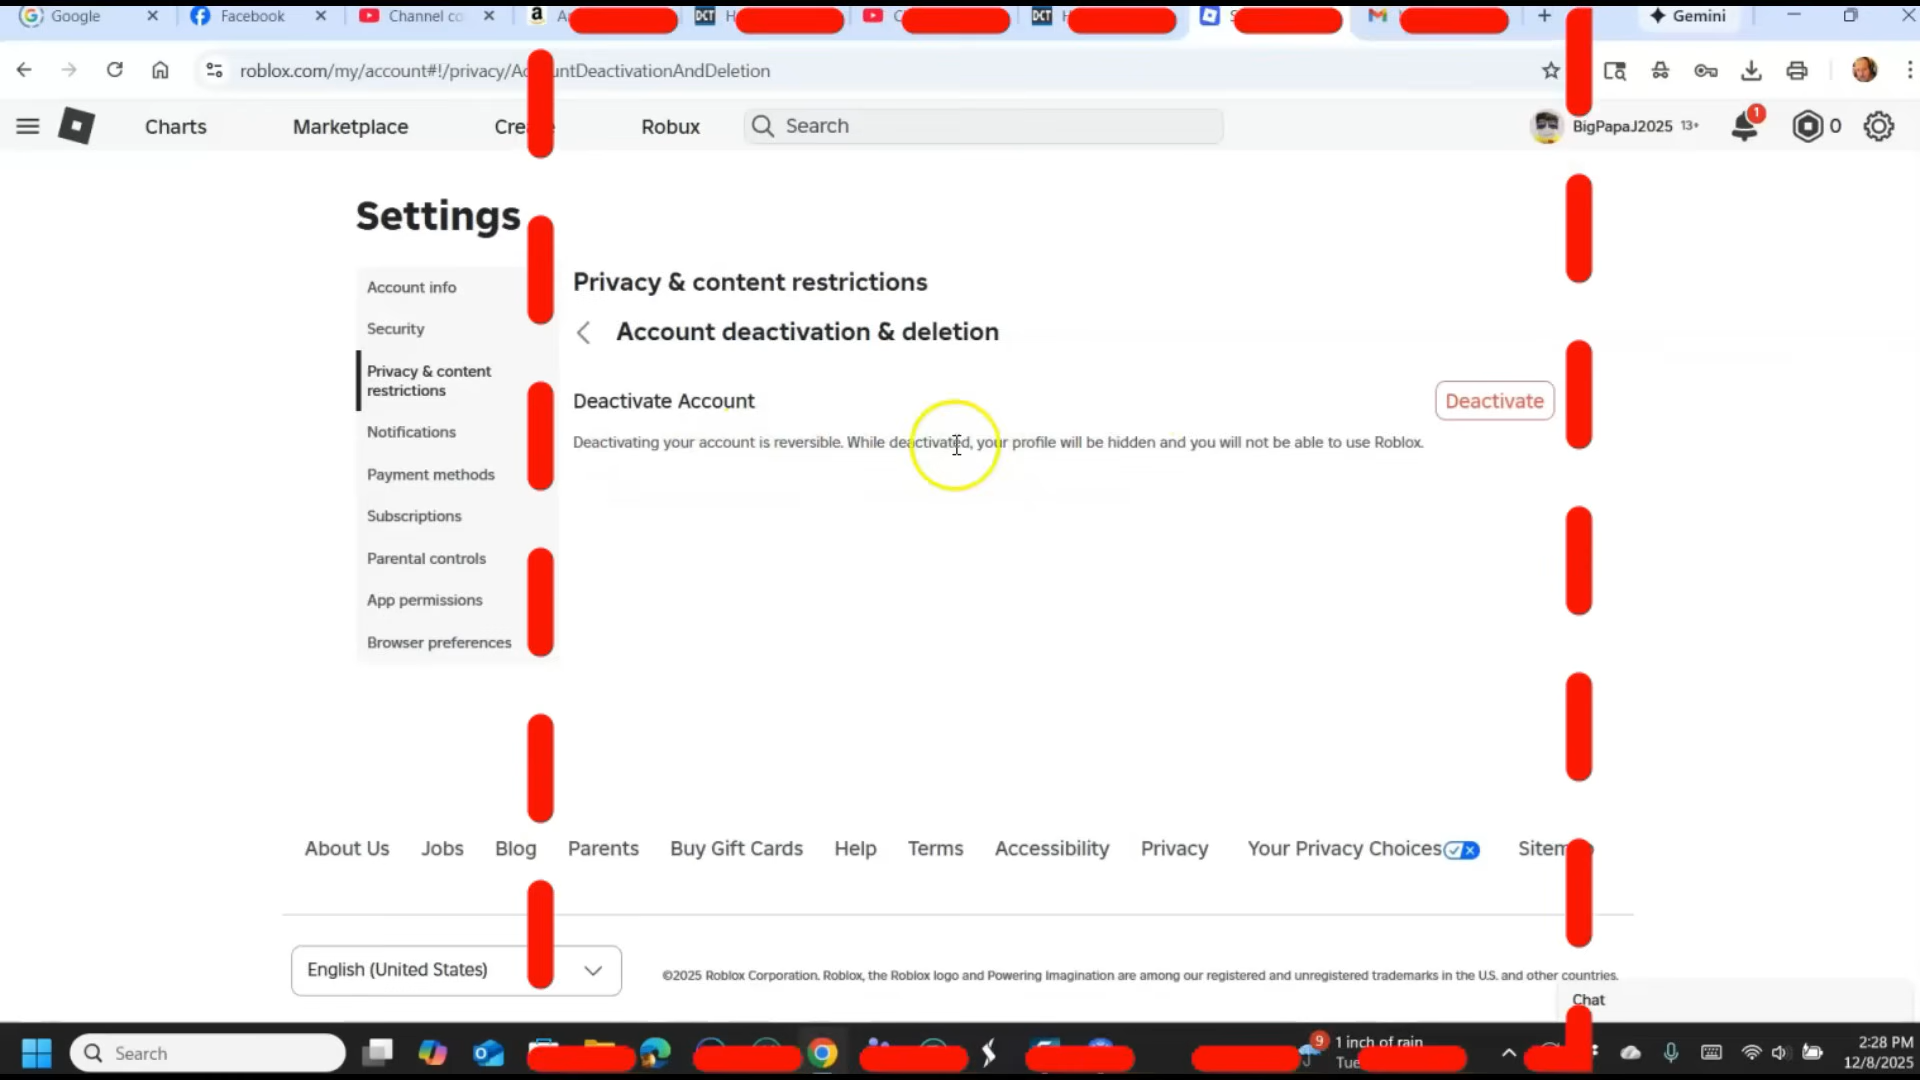 Google
Facebook
Channel co
Gemini
roblox.com/my/account#!/privacy/Ac untDeactivationAndDeletion
Charts
Marketplace
Cre
Robux
Search
BigPapaJ2025 13+
1
0
Settings
Account info
Security
Privacy & content
restrictions
Notifications
Payment methods
Subscriptions
Parental controls
App permissions
Browser preferences
Privacy & content restrictions
Account deactivation & deletion
Deactivate Account
Deactivate
Deactivating your account is reversible. While deactivated, your profile will be hidden and you will not be able to use Roblox.
About Us Jobs Blog Parents Buy Gift Cards Help Terms Accessibility Privacy Your Privacy Choices Sitem
English (United States)
©2025 Roblox Corporation. Roblox, the Roblox logo and Powering Imagination are among our registered and unregistered trademarks in the U.S. and other countries.
Chat
Search
9
1 inch of rain
Tue
2:28 PM
12/8/2025